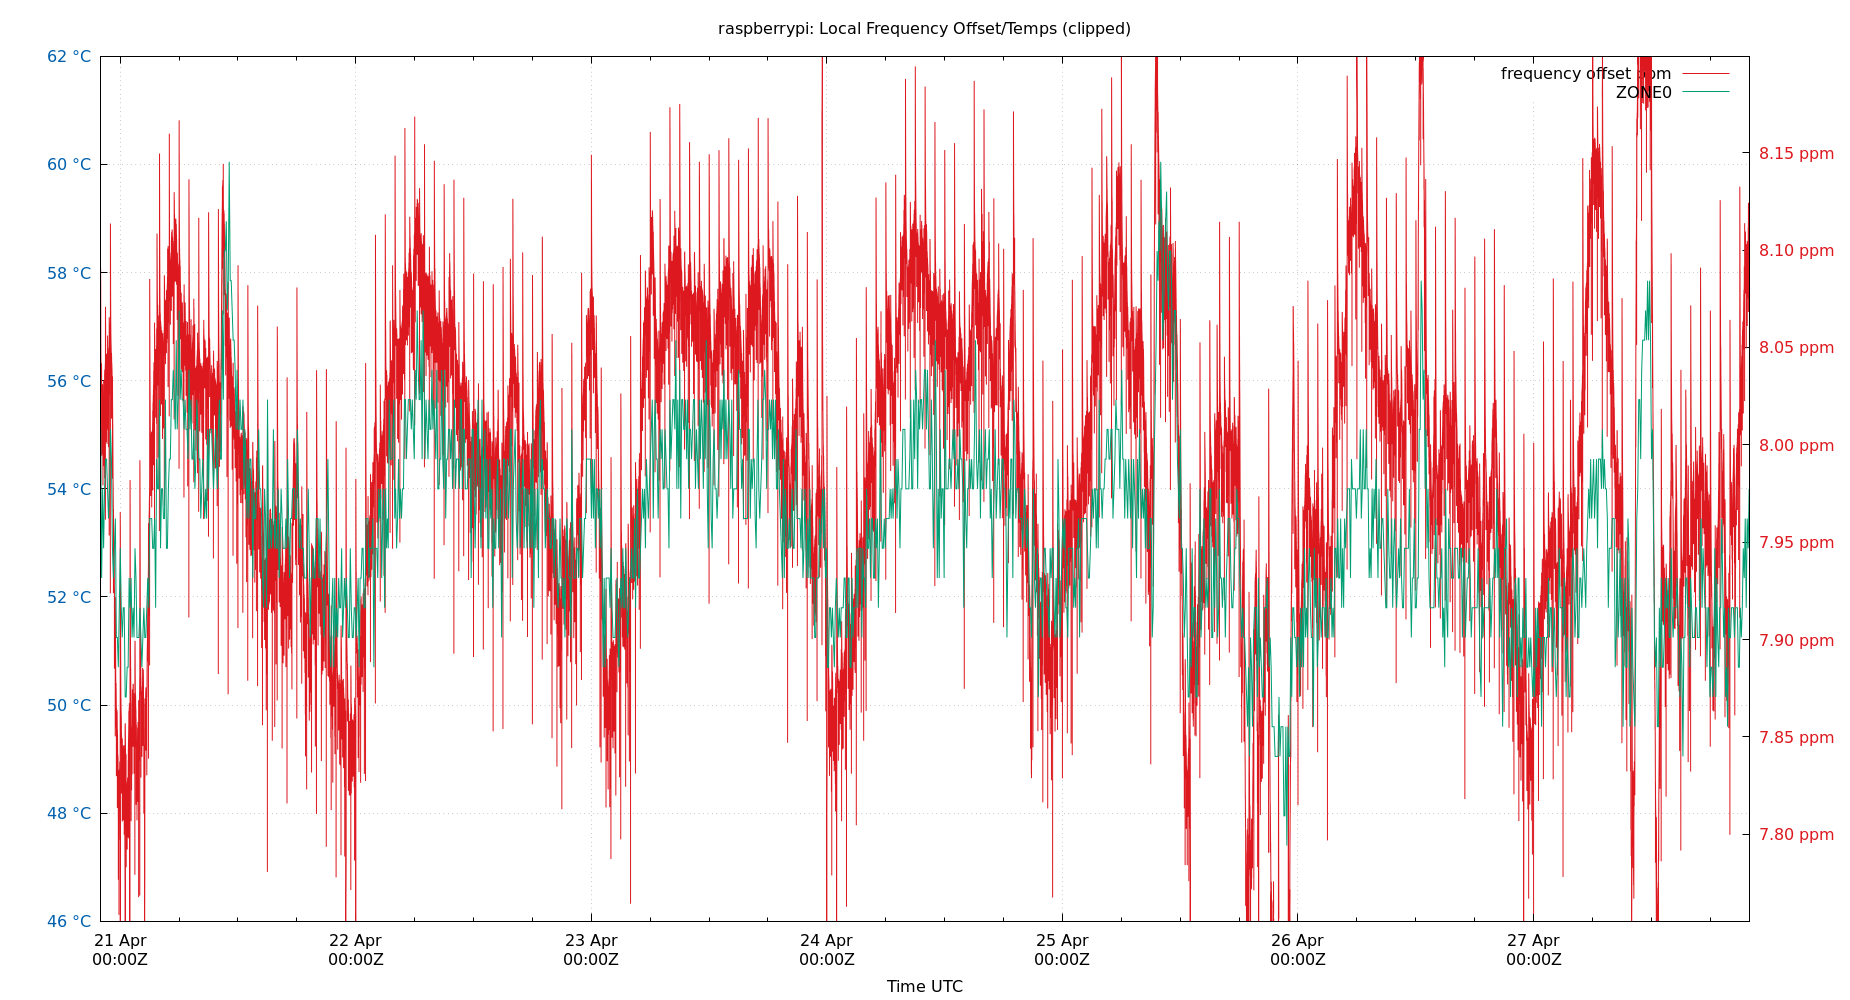 raspberrypi: Local Frequency Offset/Temps (clipped)
62 °C
60 °C
58 °C
56 °C
54 °C
52 °C
50 °C
48 °C
46 °C
frequency offset ppm
ZONE0
8.15 ppm
8.10 ppm
8.05 ppm
8.00 ppm
7.95 ppm
7.90 ppm
7.85 ppm
7.80 ppm
21 Apr 22 Apr 23 Apr 24 Apr 25 Apr 26 Apr 27 Apr
00:00Z 00:00Z 00:00Z 00:00Z 00:00Z 00:00Z 00:00Z
Time UTC